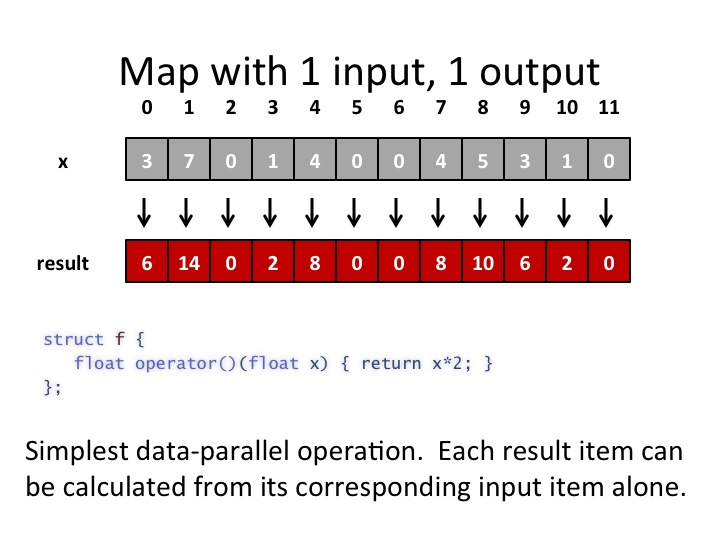 Map with 1 input, 1 output
0 1 2 3 4 5 6 7 8 9 10 11
x 3 7 0 1 4 0 0 4 5 3 1 0
result 6 14 0 2 8 0 0 8 10 6 2 0
struct f {
float operator()(float x) { return x*2; }
};
Simplest data-parallel operation. Each result item can
be calculated from its corresponding input item alone.